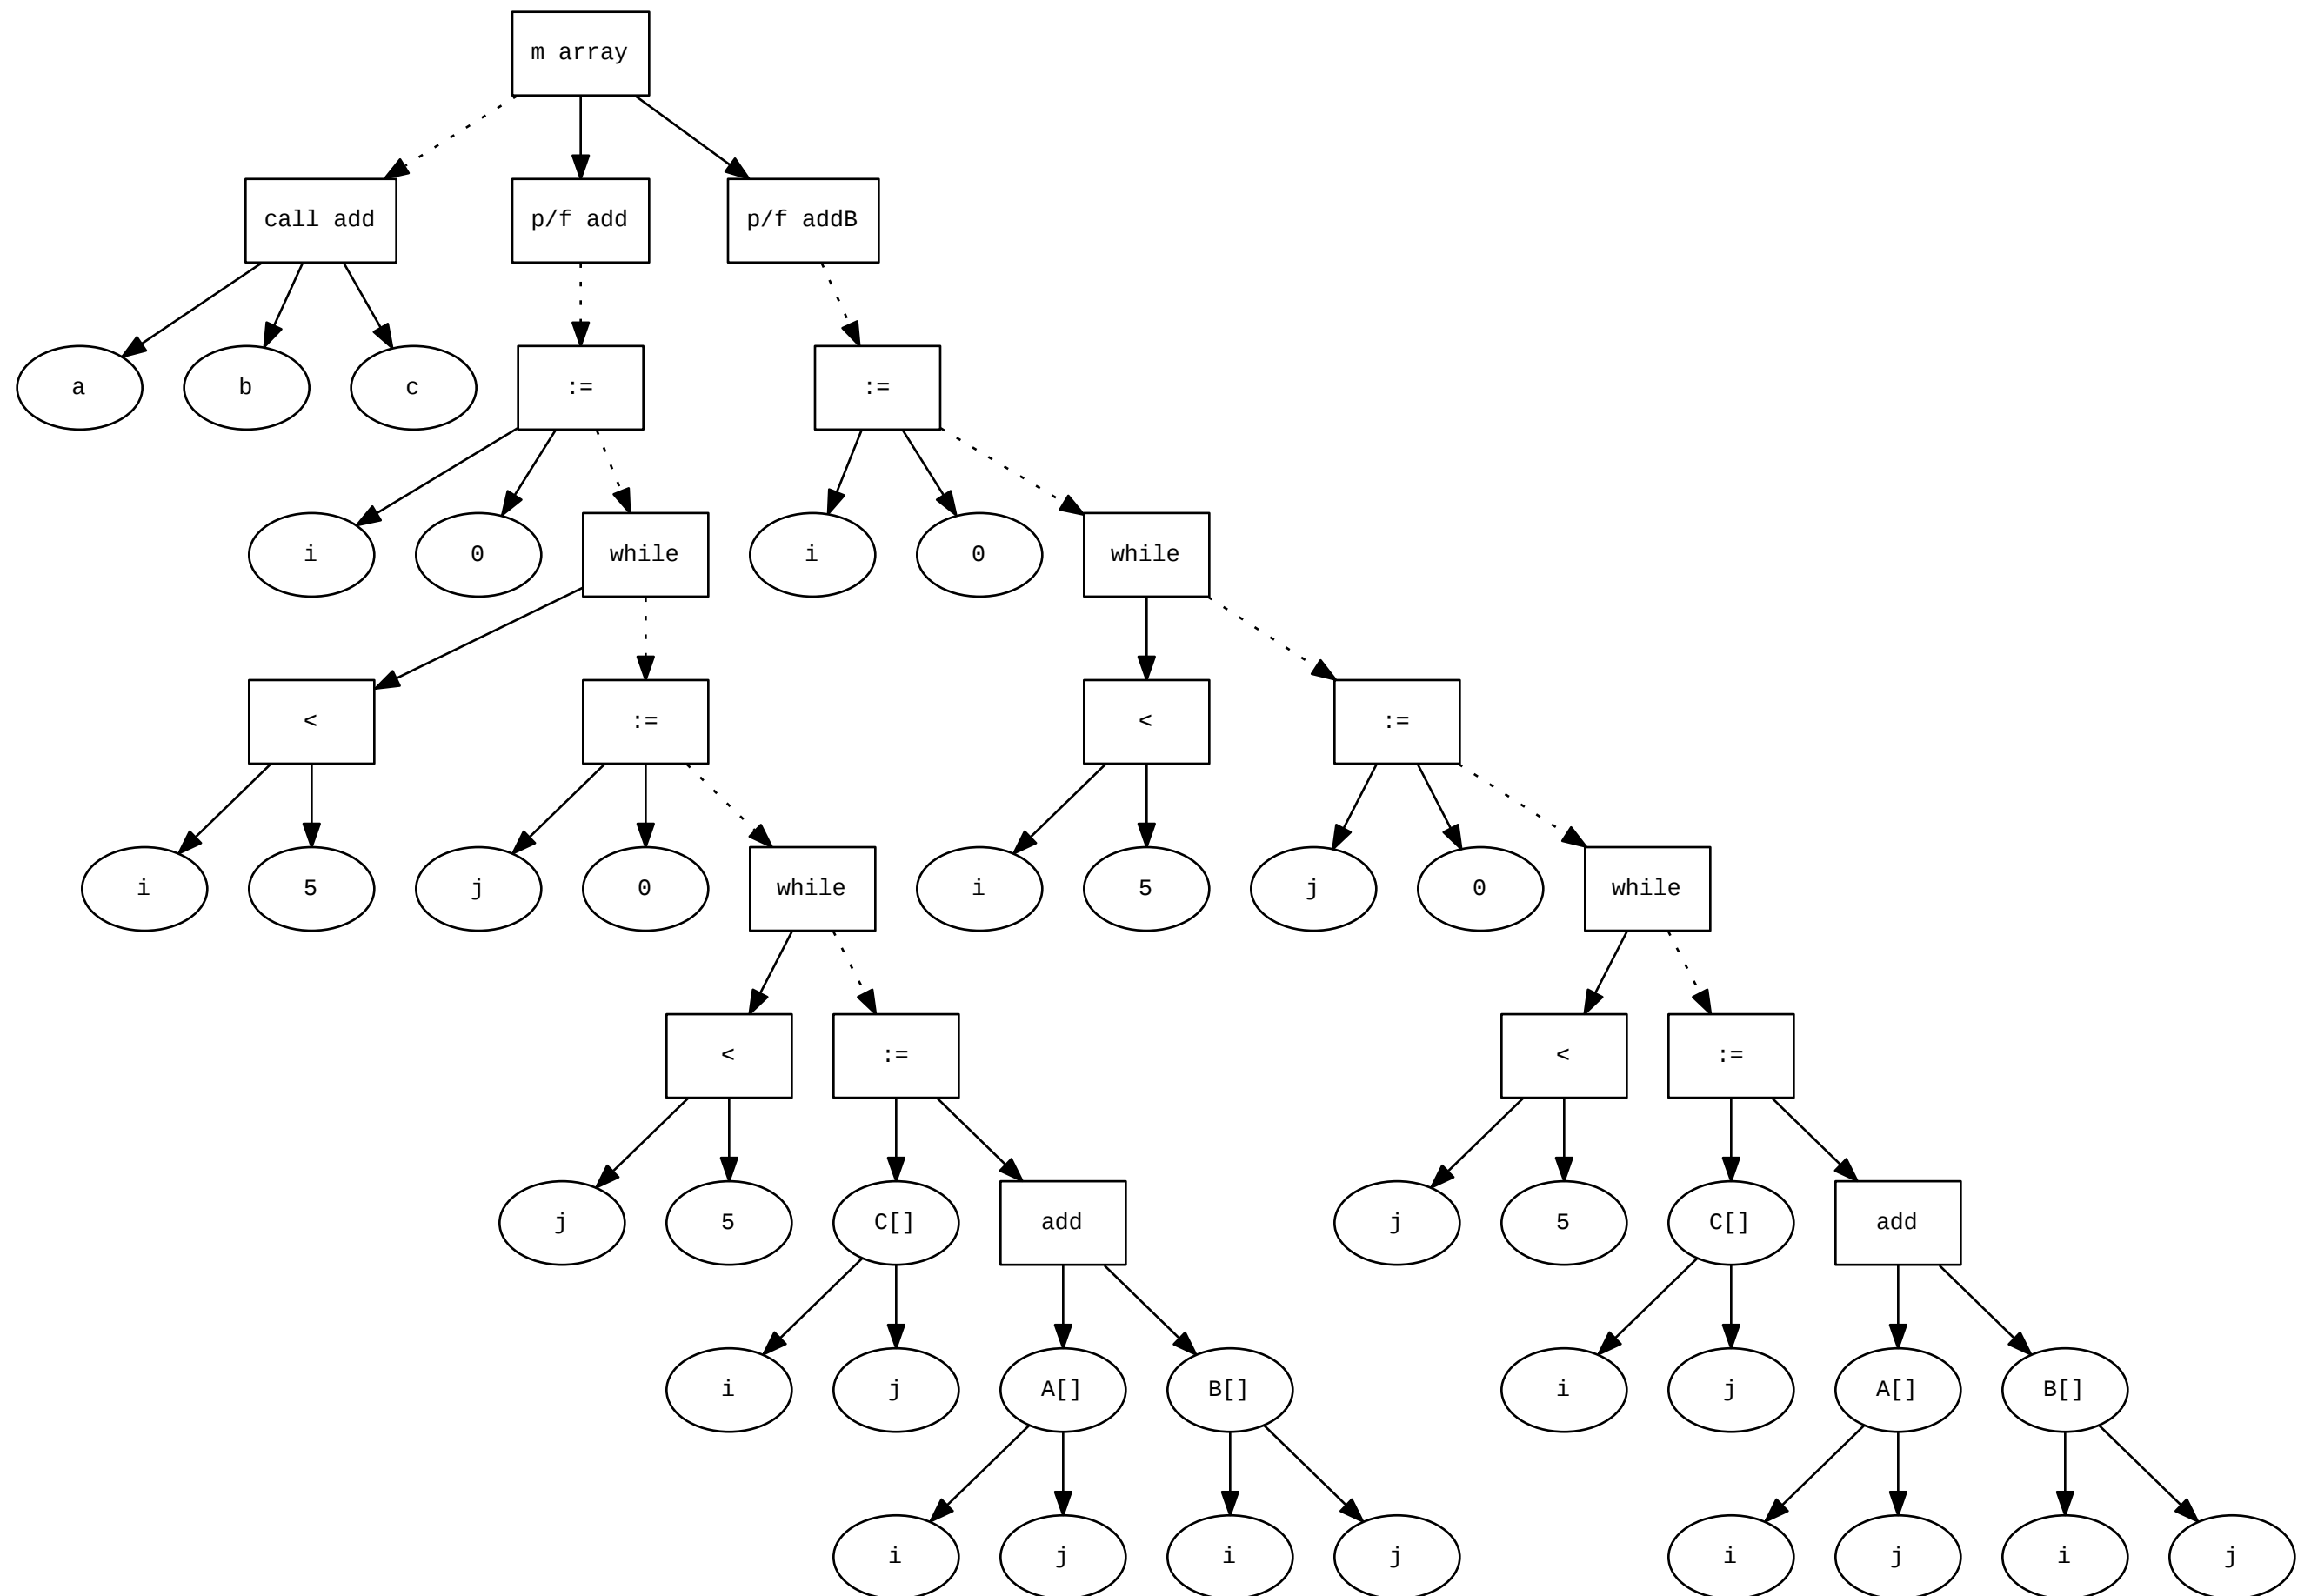 m array
call add
p/f add
p/f addB
a
b
c
:=
:=
i
0
while
i
0
while
<
:=
<
:=
i
5
j
0
while
i
5
j
0
while
<
:=
<
:=
j
5
C[]
add
j
5
C[]
add
i
j
A[]
B[]
i
j
A[]
B[]
i
j
i
j
i
j
i
j